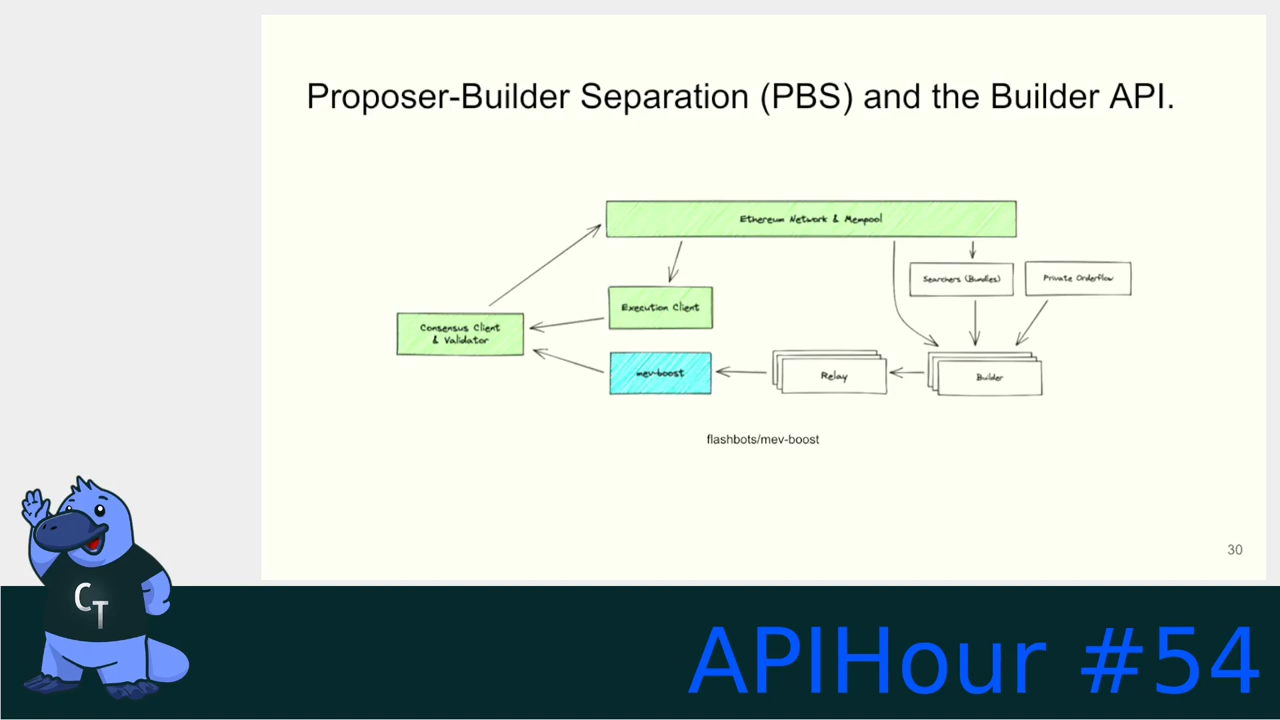 Proposer-Builder Separation (PBS) and the Builder API.
Ethereum Network & Mempool
Searchers (Bundles)
Private Orderflow
Execution Client
Consensus Client
& Validator
mev-boost
Relay
Builder
flashbots/mev-boost
30
CT
APIHour #54